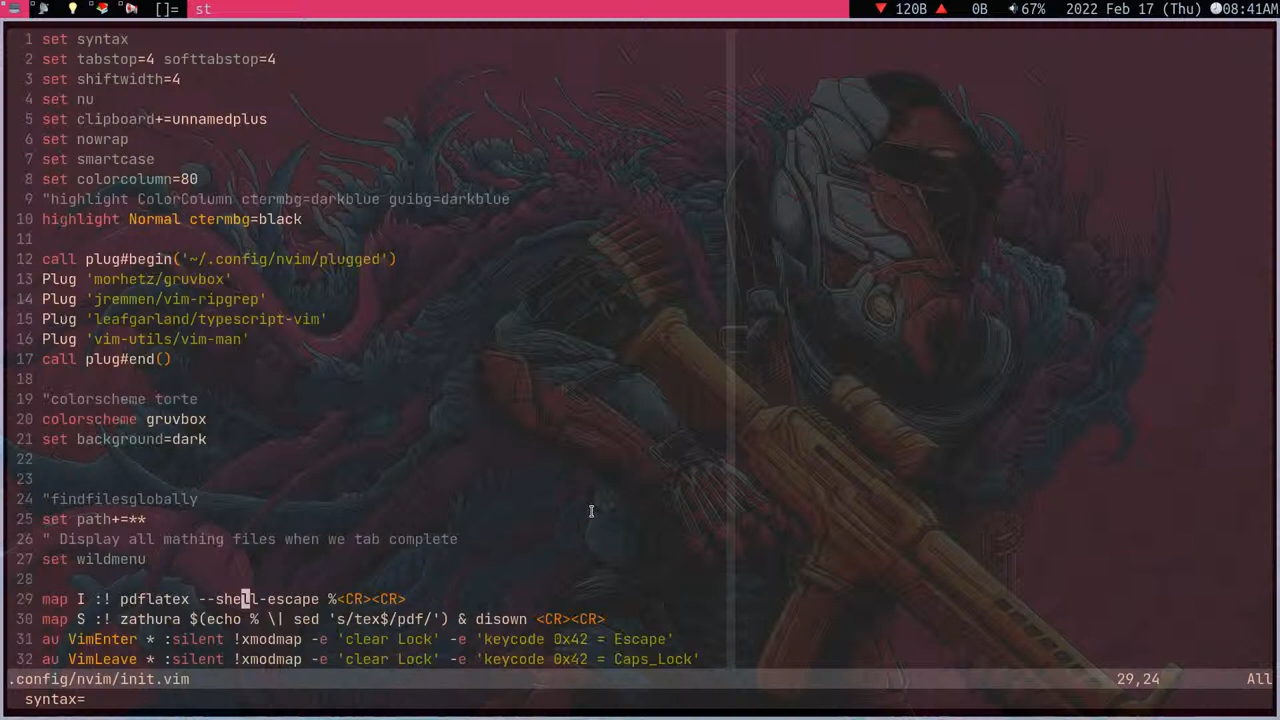 []= st 120B 0B 67% 2022 Feb 17 (Thu) 08:41AM
1 set syntax
2 set tabstop=4 softtabstop=4
3 set shiftwidth=4
4 set nu
5 set clipboard+=unnamedplus
6 set nowrap
7 set smartcase
8 set colorcolumn=80
9 "highlight ColorColumn ctermbg=darkblue guibg=darkblue
10 highlight Normal ctermbg=black
11
12 call plug#begin('~/.config/nvim/plugged')
13 Plug 'morhetz/gruvbox'
14 Plug 'jremmen/vim-ripgrep'
15 Plug 'leafgarland/typescript-vim'
16 Plug 'vim-utils/vim-man'
17 call plug#end()
18
19 "colorscheme torte
20 colorscheme gruvbox
21 set background=dark
22
23
24 "findfilesglobally
25 set path+=**
26 " Display all mathing files when we tab complete
27 set wildmenu
28
29 map I :! pdflatex --shell-escape %<CR><CR>
30 map S :! zathura $(echo % \| sed 's/tex$/pdf/') & disown <CR><CR>
31 au VimEnter * :silent !xmodmap -e 'clear Lock' -e 'keycode 0x42 = Escape'
32 au VimLeave * :silent !xmodmap -e 'clear Lock' -e 'keycode 0x42 = Caps_Lock'
.config/nvim/init.vim 29,24 All
syntax=